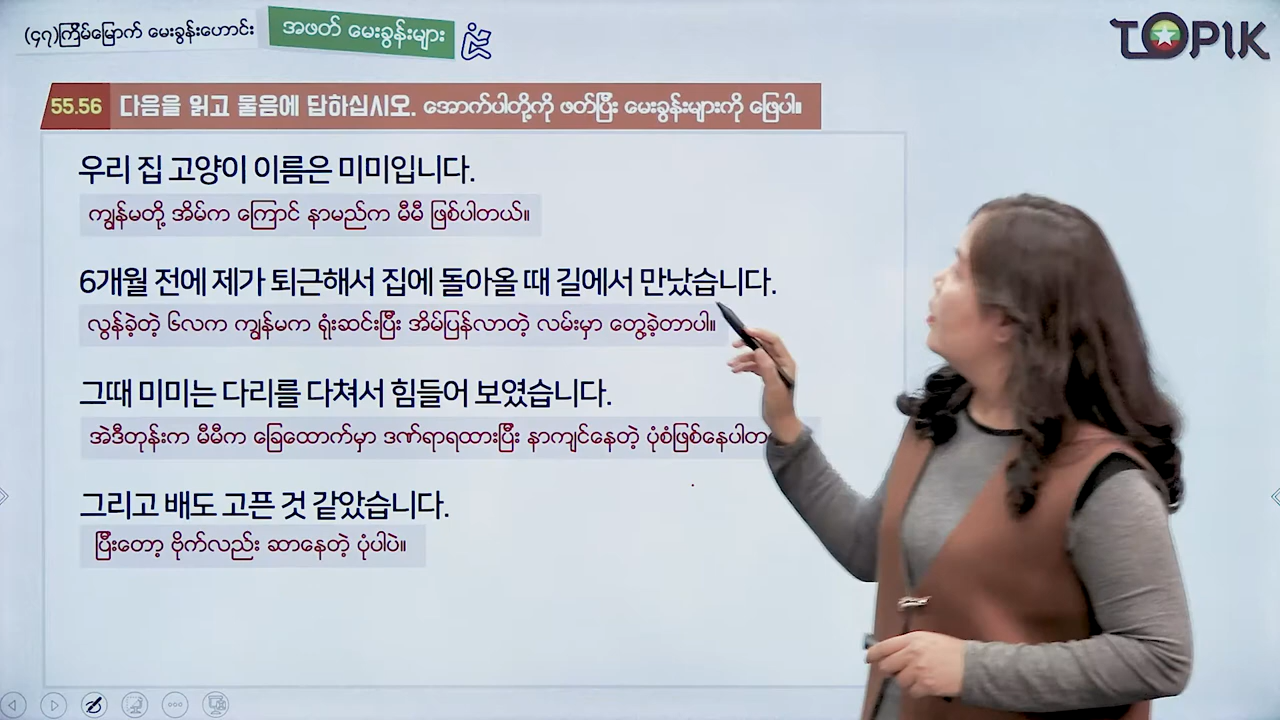 (၄၇)ကြိမ်မြောက် မေးခွန်းဟောင်း
အဖတ် မေးခွန်းများ
TOPIK
55.56 다음을 읽고 물음에 답하십시오. အောက်ပါတို့ကို ဖတ်ပြီး မေးခွန်းများကို ဖြေပါ။
우리 집 고양이 이름은 미미입니다.
ကျွန်မတို့ အိမ်က ကြောင် နာမည်က မီမီ ဖြစ်ပါတယ်။
6개월 전에 제가 퇴근해서 집에 돌아올 때 길에서 만났습니다.
လွန်ခဲ့တဲ့ ၆လက ကျွန်မက ရုံးဆင်းပြီး အိမ်ပြန်လာတဲ့ လမ်းမှာ တွေ့ခဲ့တာပါ။
그때 미미는 다리를 다쳐서 힘들어 보였습니다.
အဲဒီတုန်းက မီမီက ခြေထောက်မှာ ဒဏ်ရာရထားပြီး နာကျင်နေတဲ့
그리고 배도 고픈 것 같았습니다.
ပြီးတော့ ဗိုက်လည်း ဆာနေတဲ့ ပုံပါပဲ။